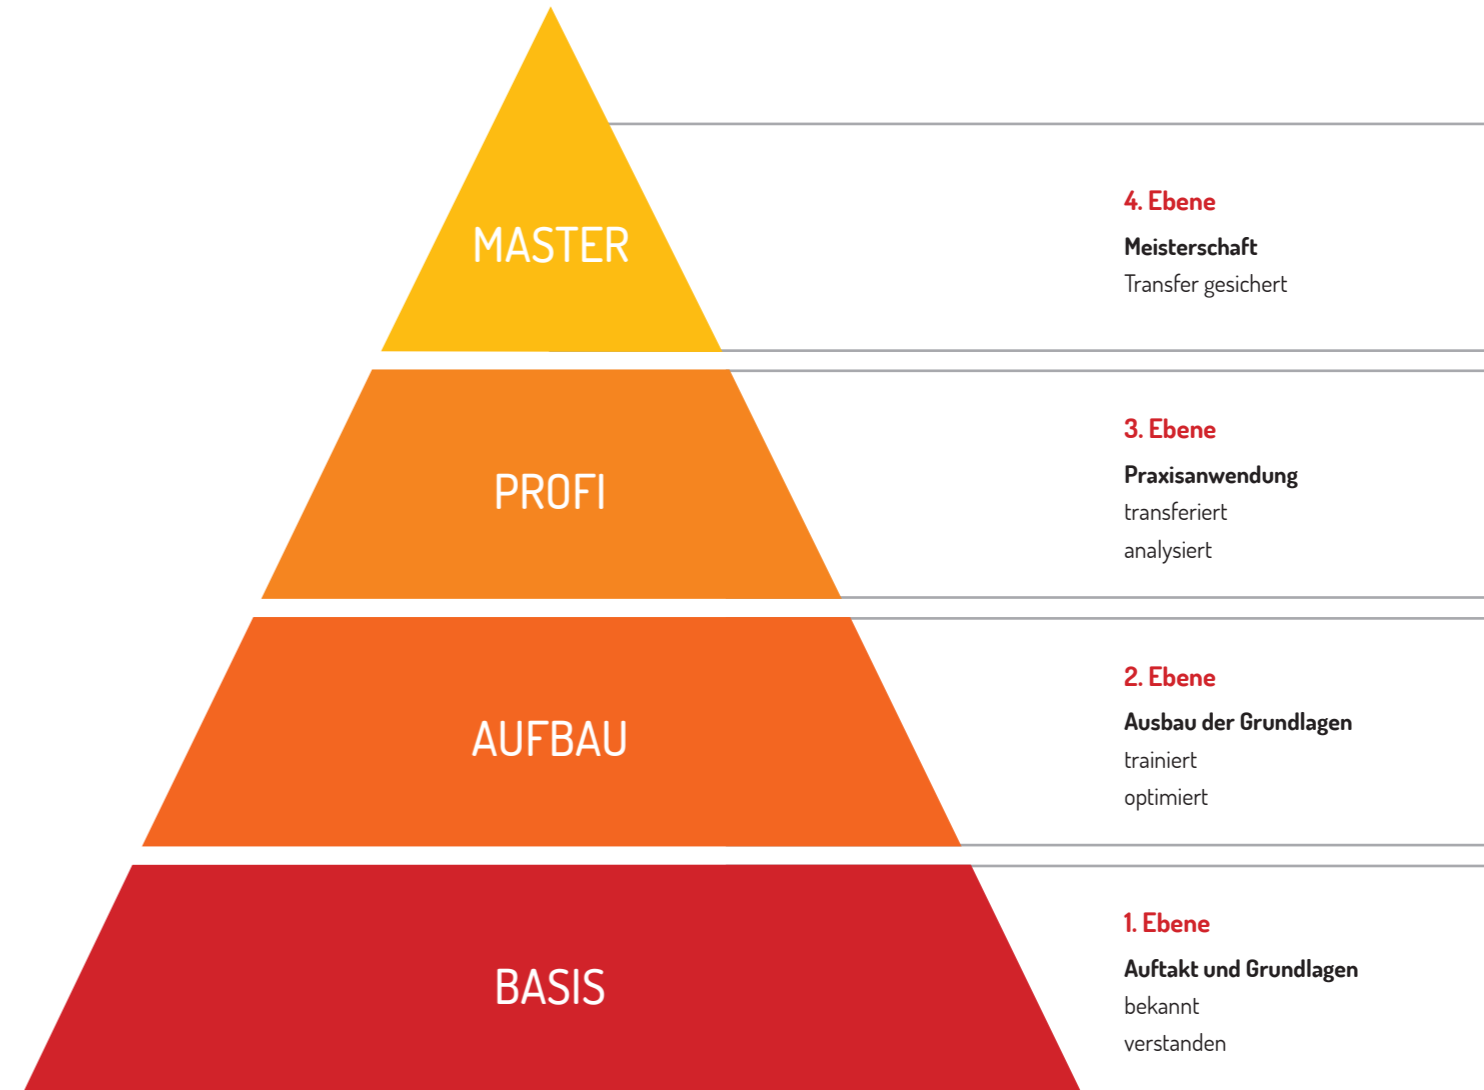 MASTER
4. Ebene
Meisterschaft
Transfer gesichert
PROFI
3. Ebene
Praxisanwendung
transferiert
analysiert
AUFBAU
2. Ebene
Ausbau der Grundlagen
trainiert
optimiert
BASIS
1. Ebene
Auftakt und Grundlagen
bekannt
verstanden